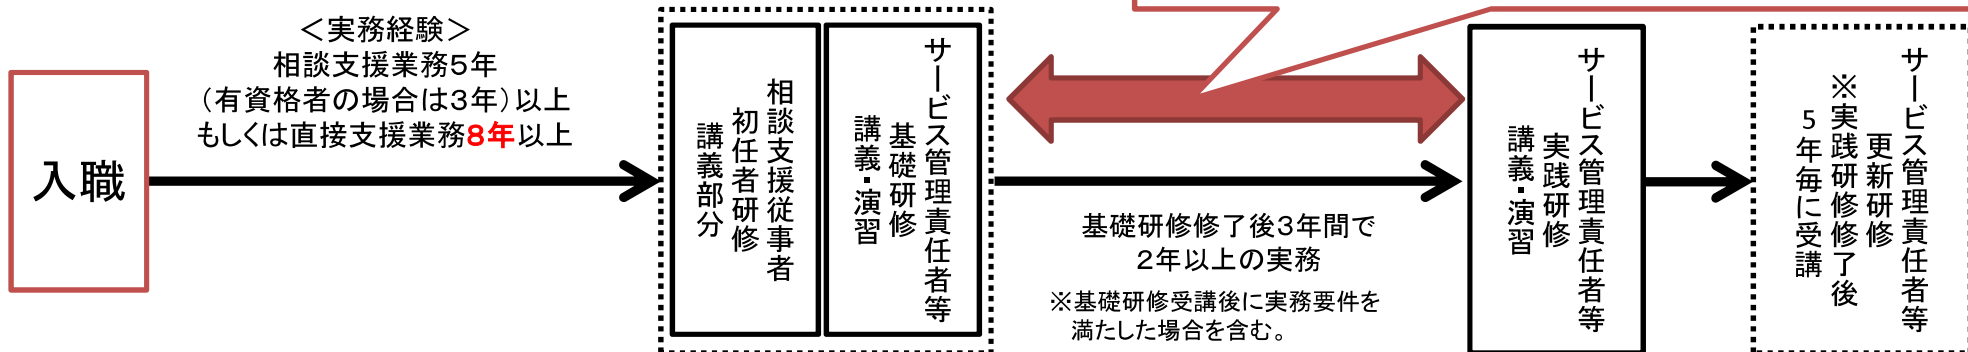 入職
＜実務経験＞
相談支援業務５年
（有資格者の場合は３年）以上
もしくは直接支援業務８年以上
相談支援従事者
初任者研修
講義部分
サービス管理責任者等
基礎研修
講義・演習
基礎研修修了後３年間で
２年以上の実務
※基礎研修受講後に実務要件を
満たした場合を含む。
サービス管理責任者等
実践研修
講義・演習
サービス管理責任者等
更新研修
※実践研修修了後
５年毎に受講